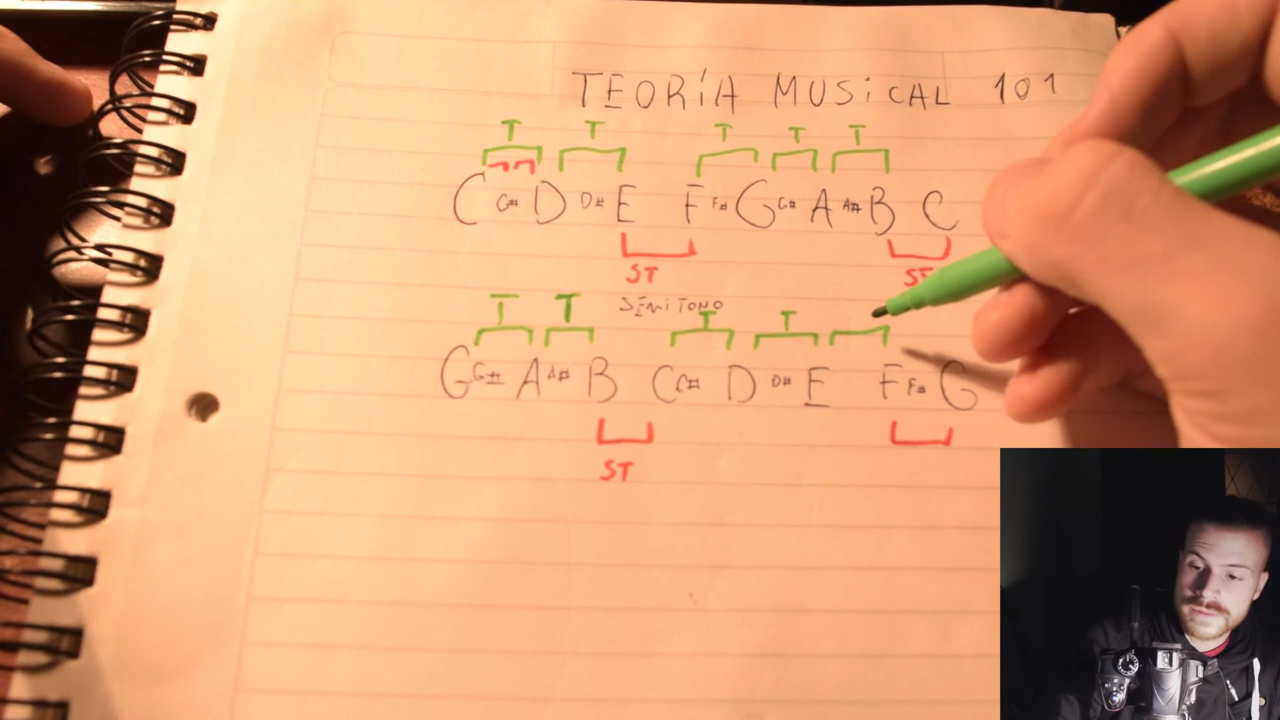 TEORÍA MUSICAL 101
T T T T T
C C# D D# E F F# G G# A A# B C
ST ST
SEMITONO
T T T T
G G# A A# B C C# D D# E F F# G
ST